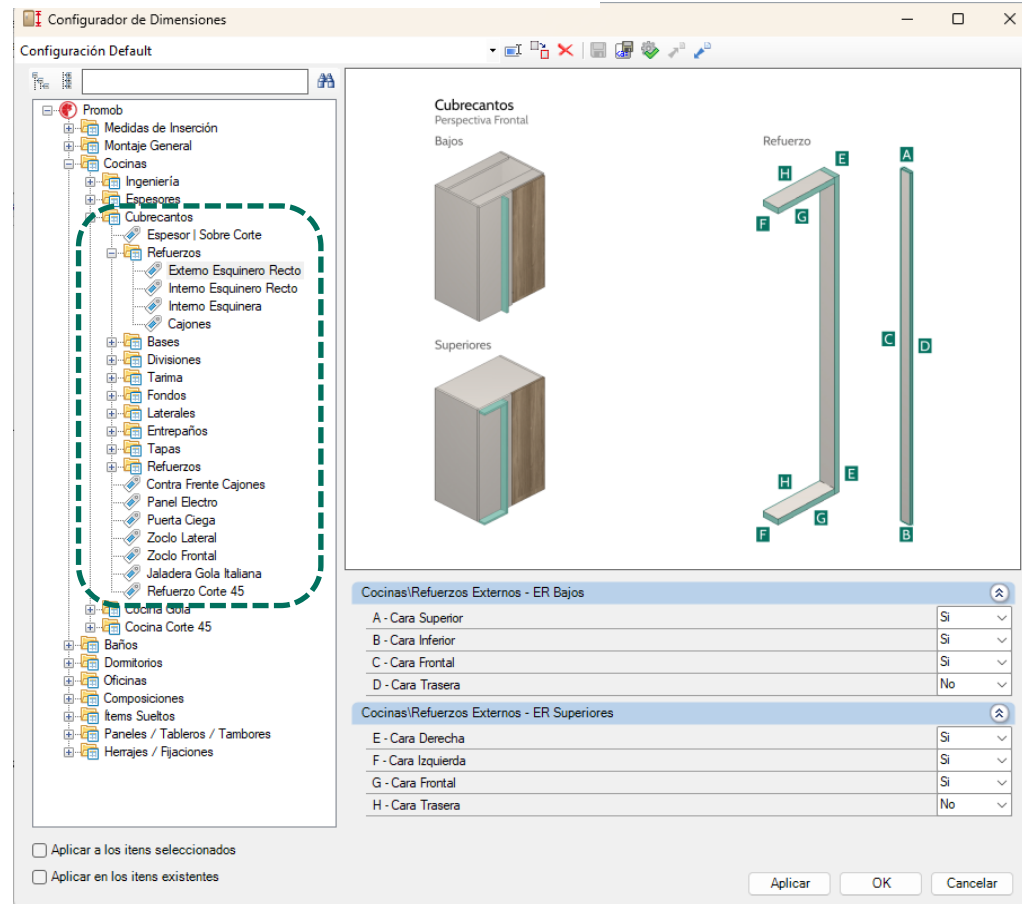 Configurador de Dimensiones
Configuración Default
Promob
Medidas de Inserción
Montaje General
Cocinas
Ingeniería
Espesores
Cubrecantos
Espesor | Sobre Corte
Refuerzos
Externo Esquinero Recto
Interno Esquinero Recto
Interno Esquinera
Cajones
Bases
Divisiones
Tarima
Fondos
Laterales
Entrepaños
Tapas
Refuerzos
Contra Frente Cajones
Panel Electro
Puerta Ciega
Zoclo Lateral
Zoclo Frontal
Jaladera Gola Italiana
Refuerzo Corte 45
Cocina Gola
Cocina Corte 45
Baños
Dormitorios
Oficinas
Composiciones
Ítems Sueltos
Paneles / Tableros / Tambores
Herrajes / Fijaciones
Cubrecantos
Perspectiva Frontal
Bajos
Refuerzo
A
E
H
G
F
C
D
Superiores
E
H
G
F
B
Cocinas\Refuerzos Externos - ER Bajos
A - Cara Superior Si
B - Cara Inferior Si
C - Cara Frontal Si
D - Cara Trasera No
Cocinas\Refuerzos Externos - ER Superiores
E - Cara Derecha Si
F - Cara Izquierda Si
G - Cara Frontal Si
H - Cara Trasera No
Aplicar a los itens seleccionados
Aplicar en los itens existentes
Aplicar OK Cancelar